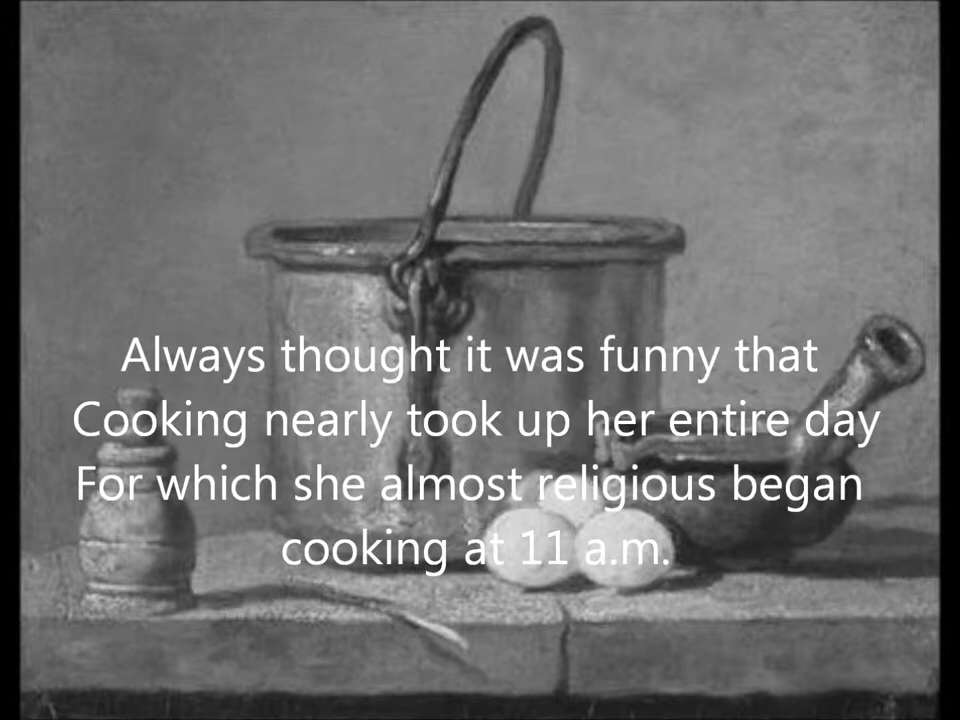 Always thought it was funny that
Cooking nearly took up her entire day
For which she almost religious began
cooking at 11 a.m.